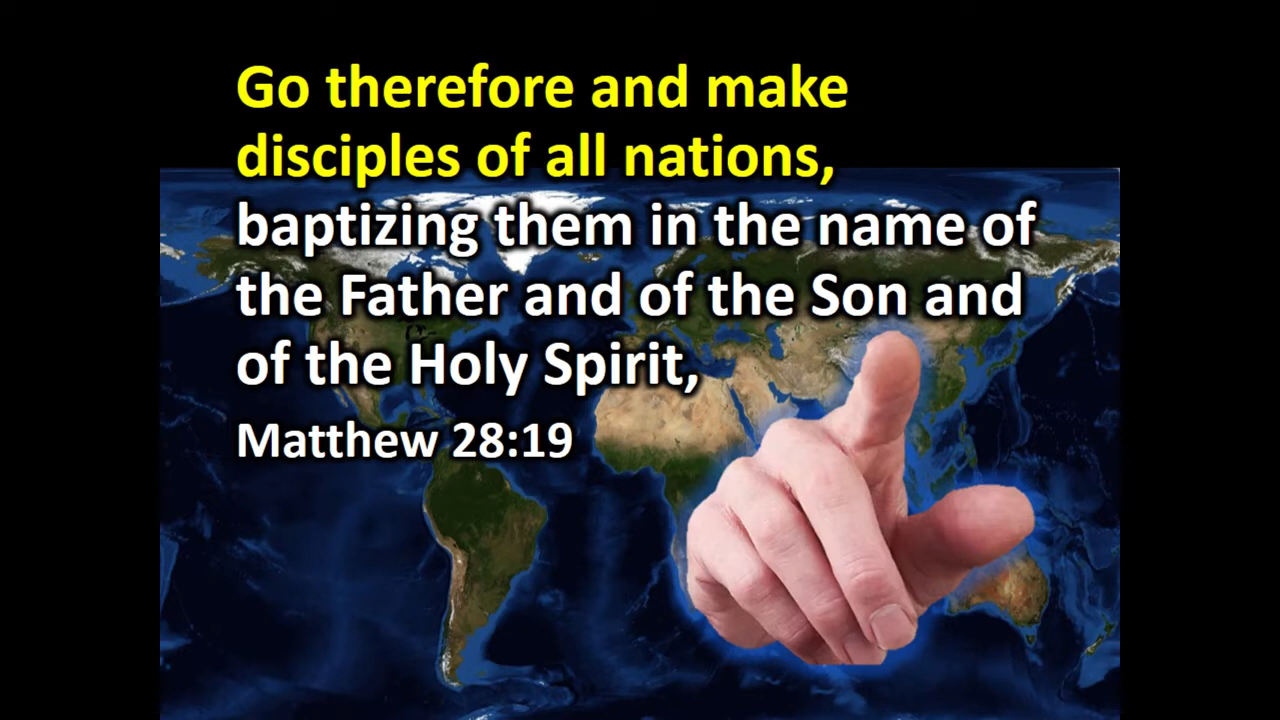 Go therefore and make
disciples of all nations,
baptizing them in the name of
the Father and of the Son and
of the Holy Spirit,
Matthew 28:19